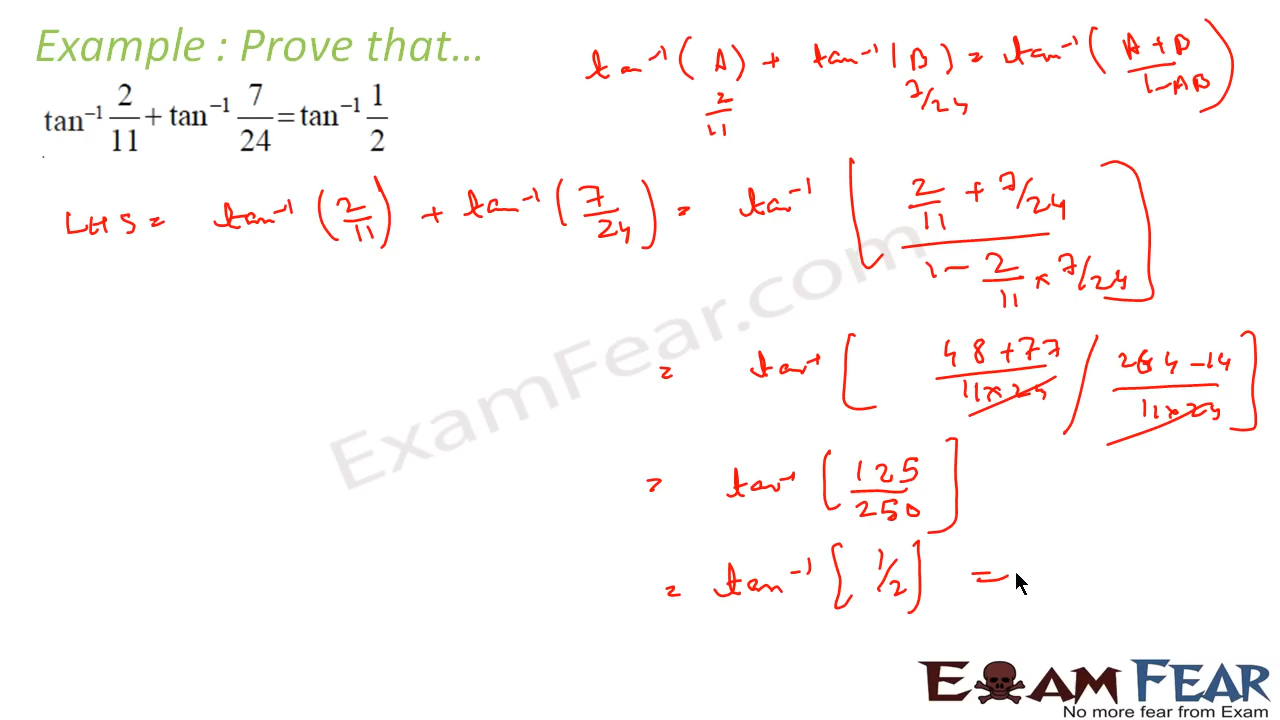 Example : Prove that...
tan⁻¹ 2/11 + tan⁻¹ 7/24 = tan⁻¹ 1/2
tan⁻¹ ( A ) + tan⁻¹ ( B ) = tan⁻¹ ( A + B / 1 - AB )
2/11 7/24
LHS = tan⁻¹ ( 2/11 ) + tan⁻¹ ( 7/24 ) = tan⁻¹ [ 2/11 + 7/24 / 1 - 2/11 × 7/24 ]
= tan⁻¹ [ 48 + 77 / 11×24 / 264 - 14 / 11×24 ]
= tan⁻¹ [ 125 / 250 ]
= tan⁻¹ [ 1/2 ] =
ExamFear.com
EXAM FEAR
No more fear from Exam